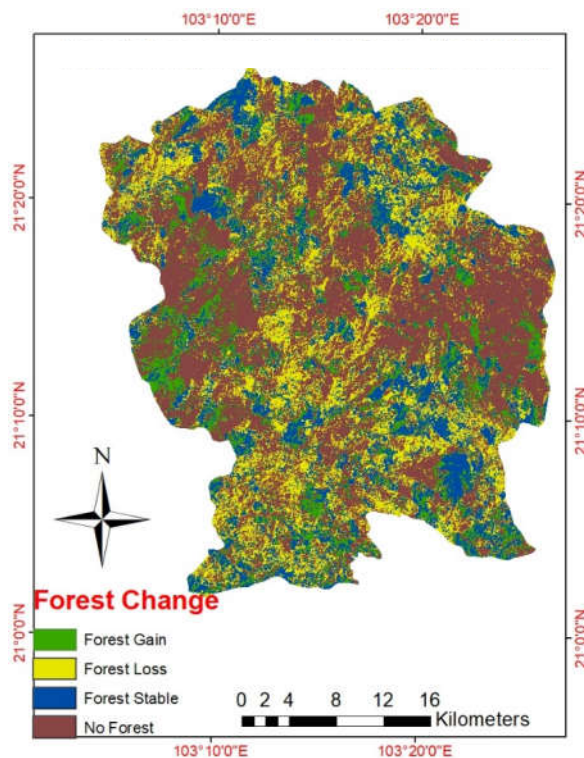 103°10'0"E 103°20'0"E
21°20'0"N 21°20'0"N
21°10'0"N 21°10'0"N
N
Forest Change
21°0'0"N 21°0'0"N
Forest Gain
Forest Loss
Forest Stable
No Forest
0 2 4 8 12 16
Kilometers
103°10'0"E 103°20'0"E